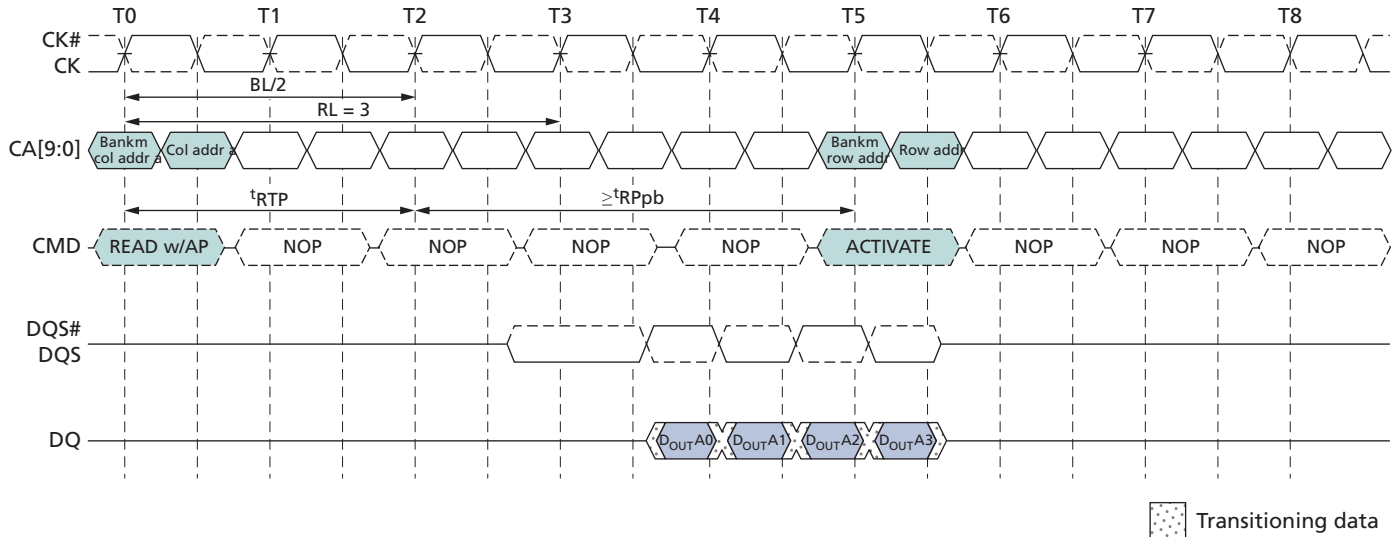 T0 T1 T2 T3 T4 T5 T6 T7 T8
CK#
CK
BL/2
RL = 3
CA[9:0]
Bankm
col addr a
Col addr a
Bankm
row addr
Row addr
tRTP
≥tRPpb
CMD READ w/AP NOP NOP NOP NOP ACTIVATE NOP NOP NOP
DQS#
DQS
DQ DOUTA0 DOUTA1 DOUTA2 DOUTA3
Transitioning data